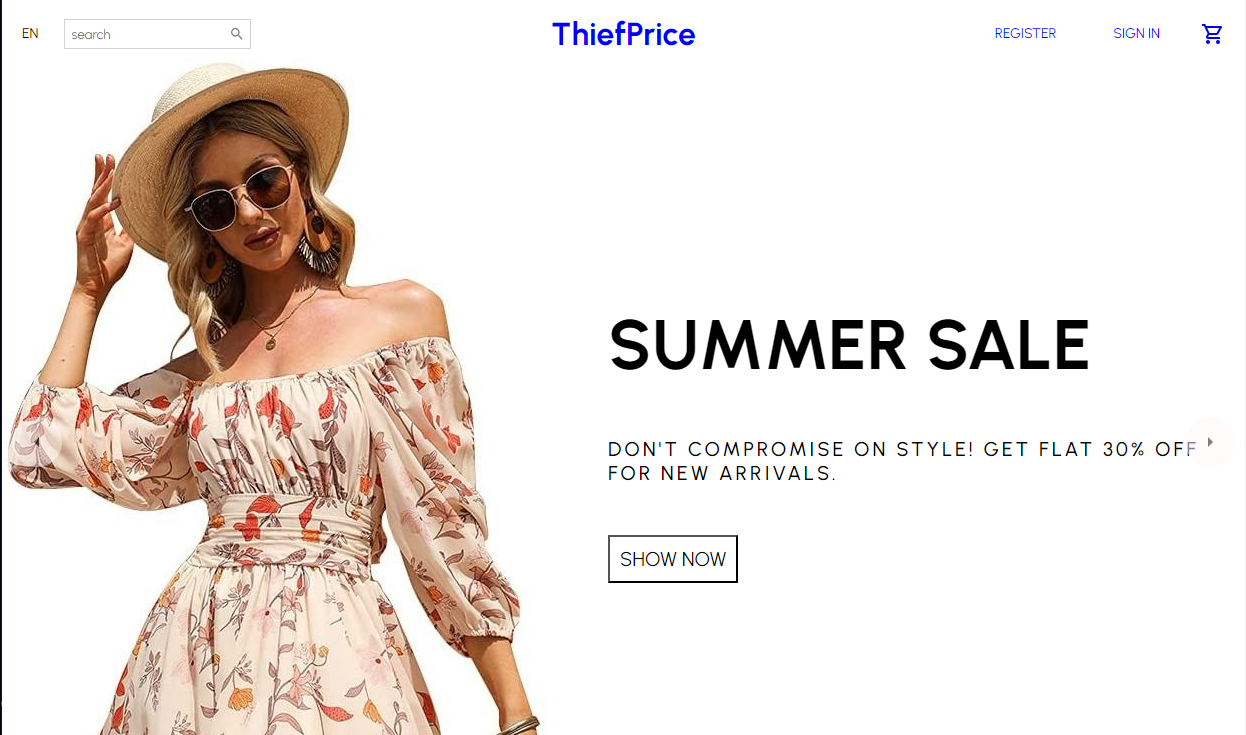 EN
search
ThiefPrice
REGISTER
SIGN IN
SUMMER SALE
DON'T COMPROMISE ON STYLE! GET FLAT 30% OFF
FOR NEW ARRIVALS.
SHOW NOW